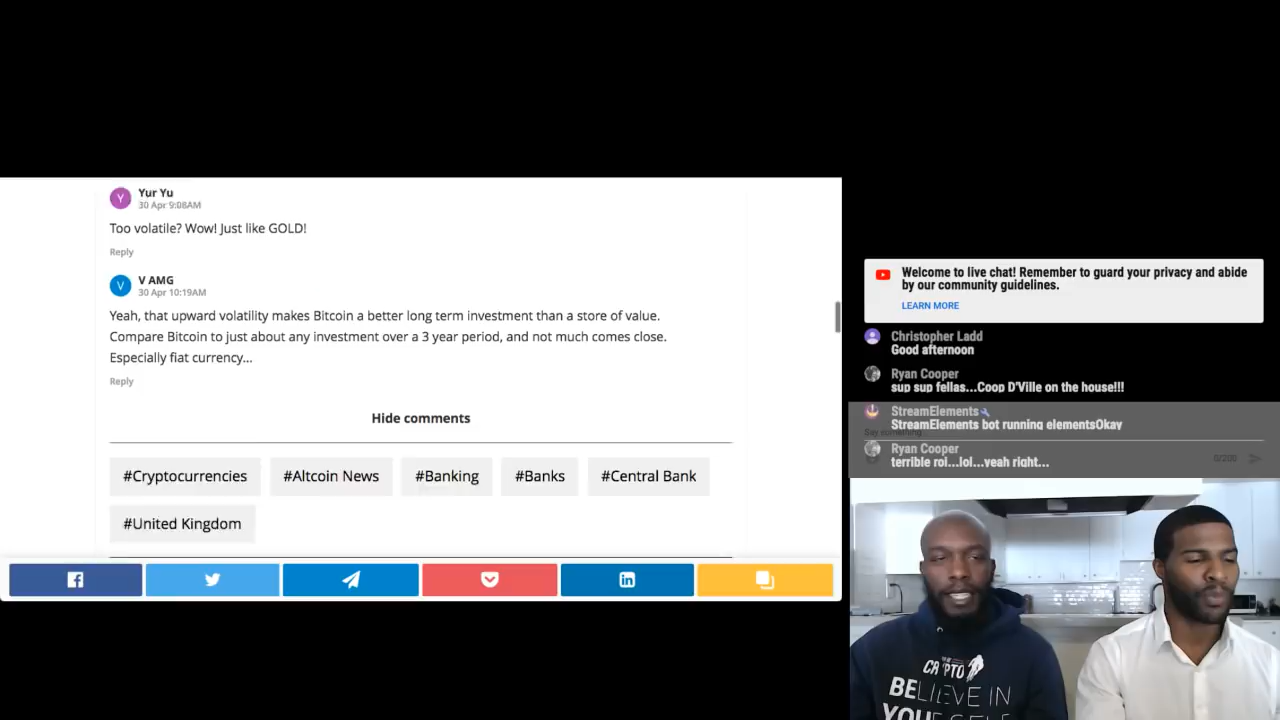 Y
Yur Yu
30 Apr 9:08AM
Too volatile? Wow! Just like GOLD!
Reply
V
V AMG
30 Apr 10:19AM
Yeah, that upward volatility makes Bitcoin a better long term investment than a store of value.
Compare Bitcoin to just about any investment over a 3 year period, and not much comes close.
Especially fiat currency...
Reply
Hide comments
#Cryptocurrencies
#Altcoin News
#Banking
#Banks
#Central Bank
#United Kingdom
Welcome to live chat! Remember to guard your privacy and abide
by our community guidelines.
LEARN MORE
Christopher Ladd
Good afternoon
Ryan Cooper
sup sup fellas...Coop D'Ville on the house!!!
StreamElements
StreamElements bot running elementsOkay
Say something...
Ryan Cooper
0/200
terrible roi...lol...yeah right...
CRYPTO
BELIEVE IN
YOURSELF